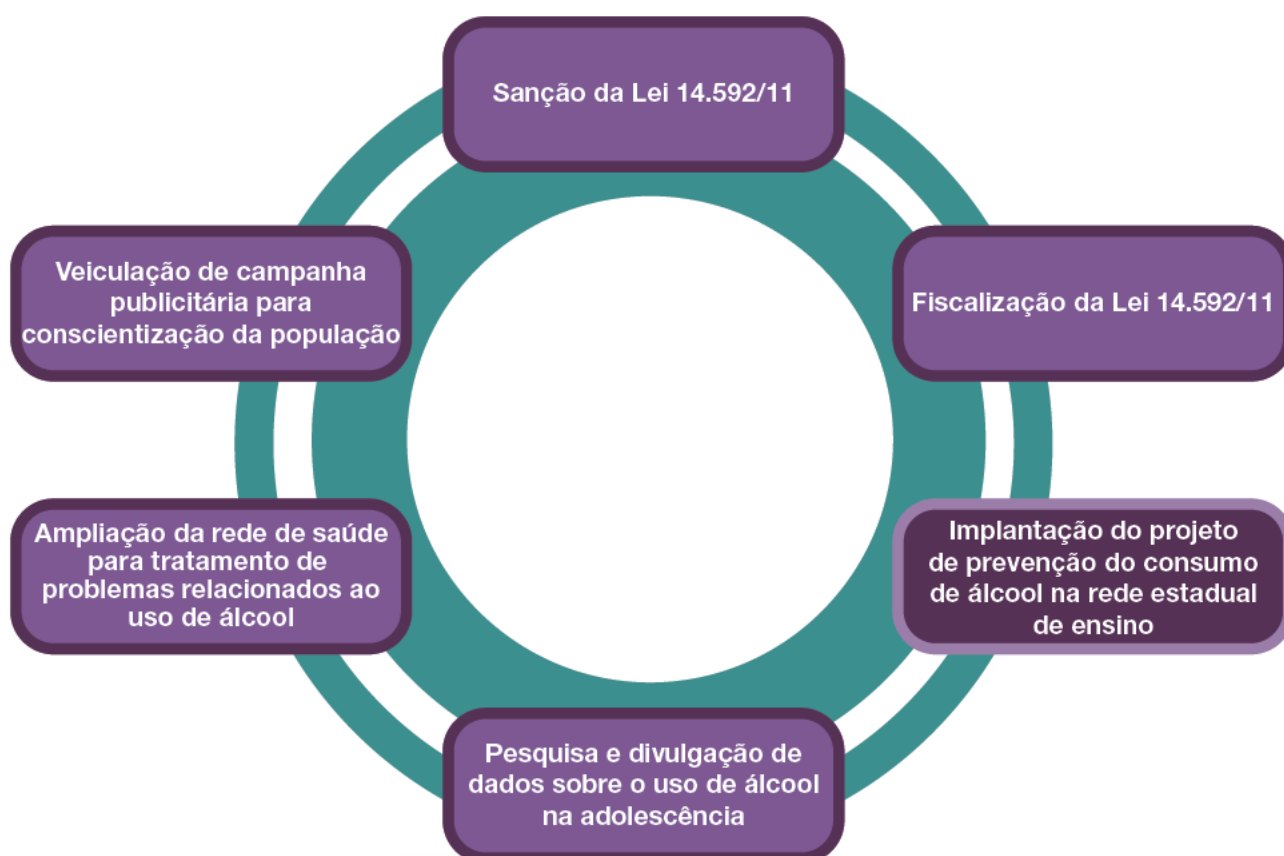 Sanção da Lei 14.592/11
Veiculação de campanha
publicitária para
conscientização da população
Fiscalização da Lei 14.592/11
Ampliação da rede de saúde
para tratamento de
problemas relacionados ao
uso de álcool
Implantação do projeto
de prevenção do consumo
de álcool na rede estadual
de ensino
Pesquisa e divulgação de
dados sobre o uso de álcool
na adolescência